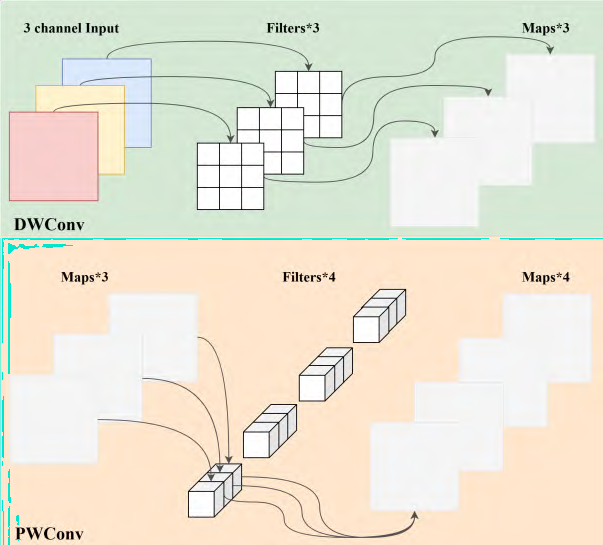 3 channel Input
Filters*3
Maps*3
DWConv
Maps*3
Filters*4
Maps*4
PWConv